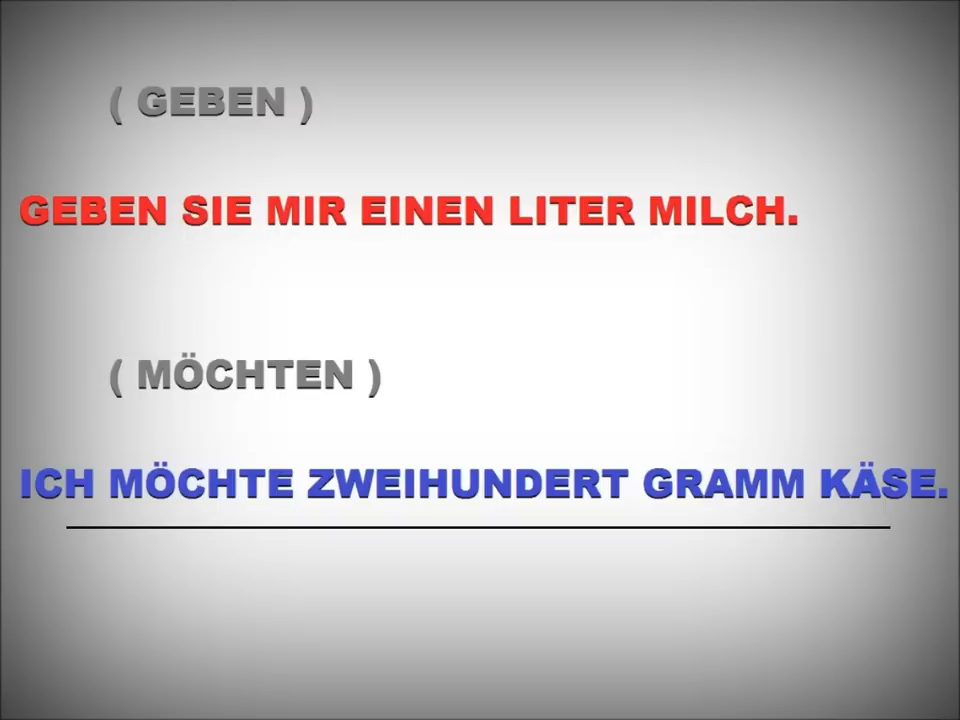 ( GEBEN )
GEBEN SIE MIR EINEN LITER MILCH.
( MÖCHTEN )
ICH MÖCHTE ZWEIHUNDERT GRAMM KÄSE.